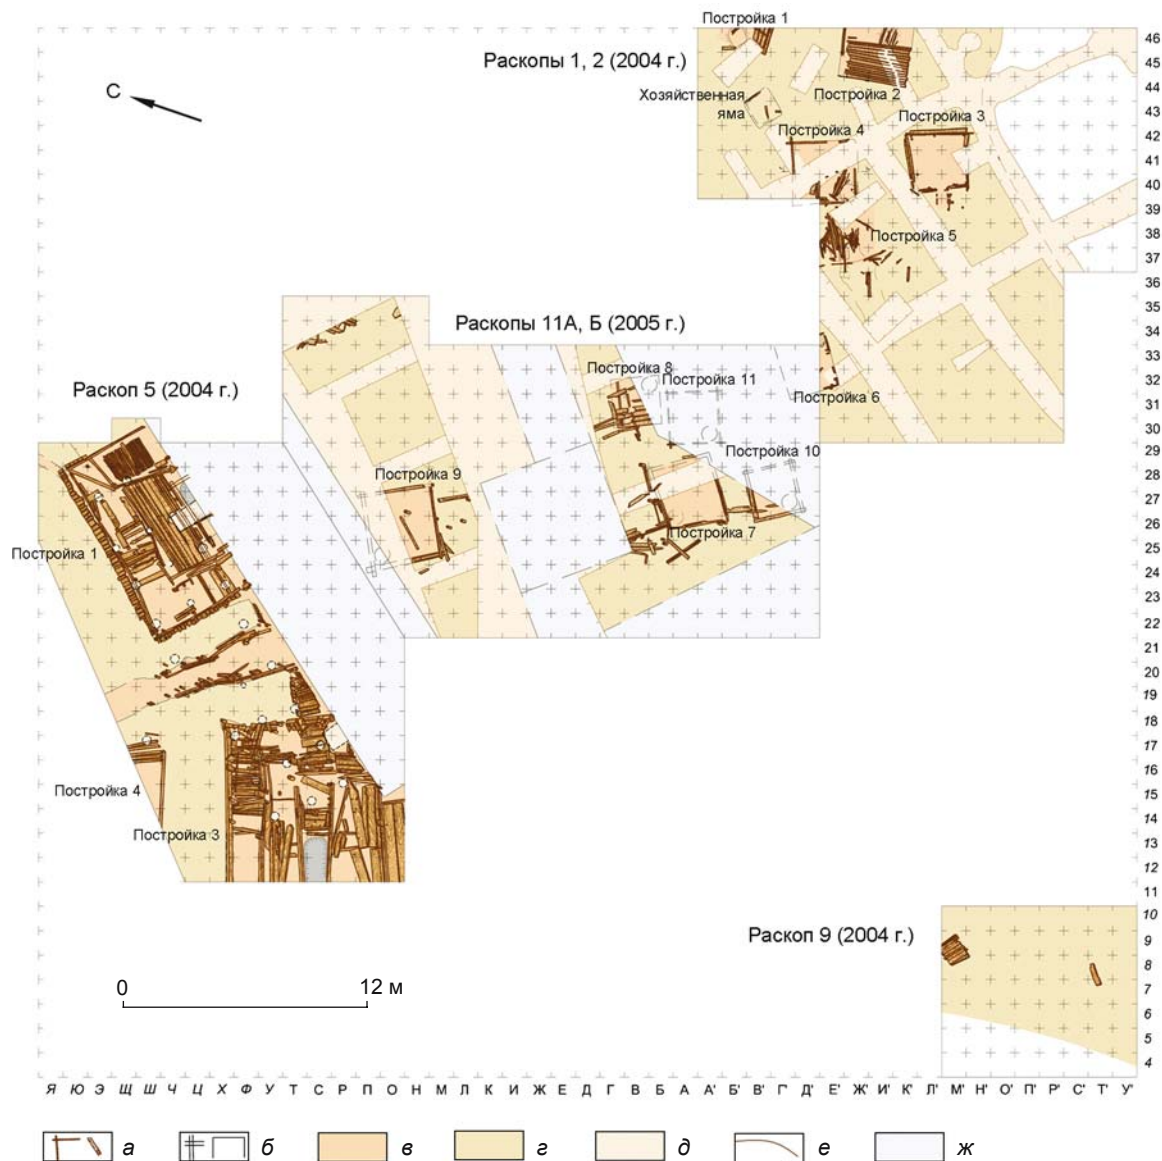 Постройка 1
Раскопы 1, 2 (2004 г.)
С
Хозяйственная
яма
Постройка 2
Постройка 3
Постройка 4
Постройка 5
Постройка 6
Раскопы 11А, Б (2005 г.)
Постройка 8
Постройка 11
Постройка 10
Постройка 9
Постройка 7
Раскоп 5 (2004 г.)
Постройка 1
Постройка 4
Постройка 3
Раскоп 9 (2004 г.)
0 12 м
46
45
44
43
42
41
40
39
38
37
36
35
34
33
32
31
30
29
28
27
26
25
24
23
22
21
20
19
18
17
16
15
14
13
12
11
10
9
8
7
6
5
4
Я Ю Э Щ Ш Ч Ц Х Ф У Т С Р П О Н М Л К И Ж Е Д Г В Б А А' Б' В' Г' Д' Е' Ж' И' К' Л' М' Н' О' П' Р' С' Т' У'
а б в г д е ж